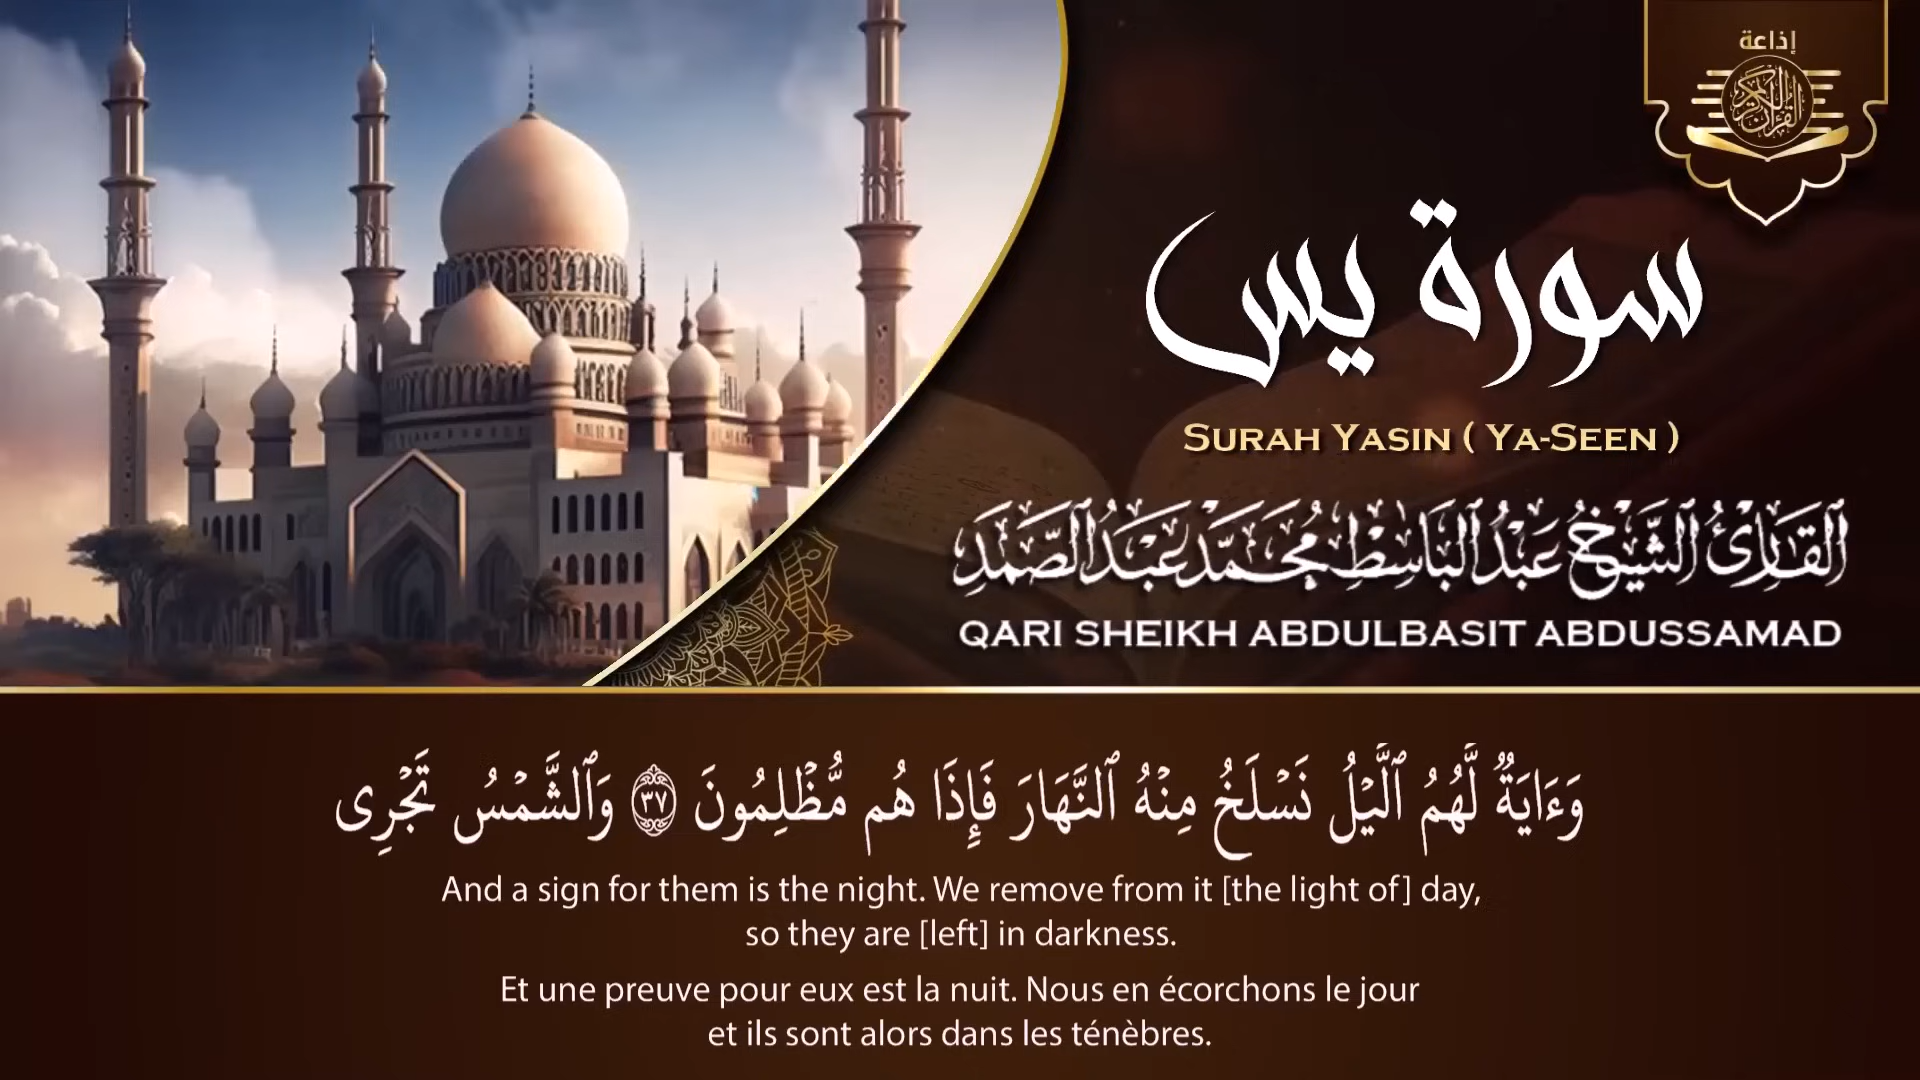 إذاعة
القرآن الكريم
سورة يس
SURAH YASIN ( YA-SEEN )
القارئ الشيخ عبد الباسط محمد عبد الصمد
QARI SHEIKH ABDULBASIT ABDUSSAMAD
وَءَايَةٌ لَّهُمُ ٱلَّيْلُ نَسْلَخُ مِنْهُ ٱلنَّهَارَ فَإِذَا هُم مُّظْلِمُونَ ٣٧ وَٱلشَّمْسُ تَجْرِى
And a sign for them is the night. We remove from it [the light of] day,
so they are [left] in darkness.
Et une preuve pour eux est la nuit. Nous en écorchons le jour
et ils sont alors dans les ténèbres.